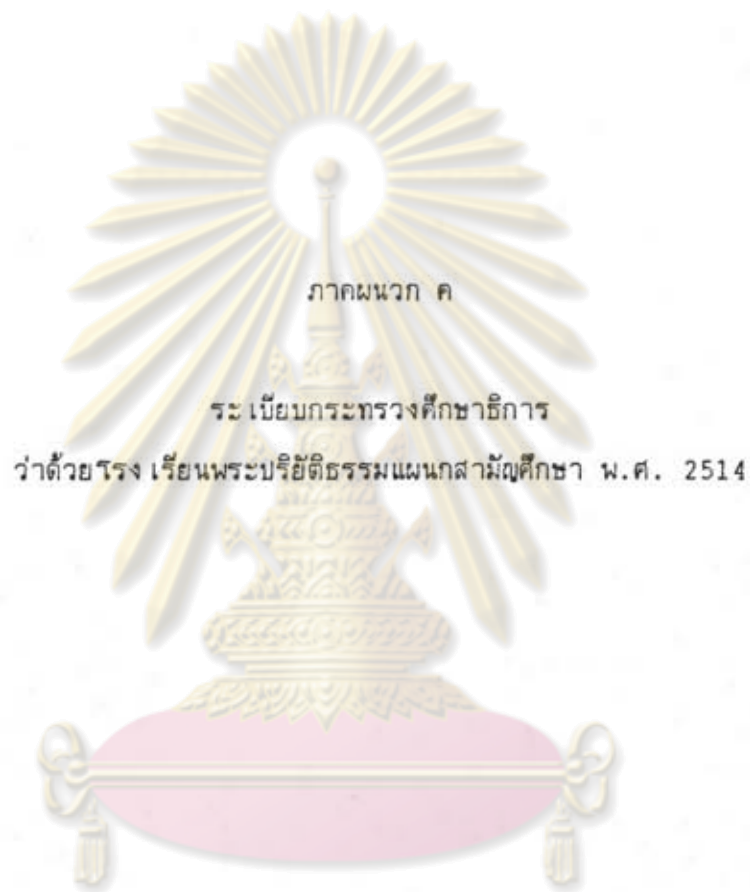 ภาคผนวก ค
ระเบียบกระทรวงศึกษาธิการ
ว่าด้วยโรงเรียนพระปริยัติธรรมแผนกสามัญศึกษา พ.ศ. 2514